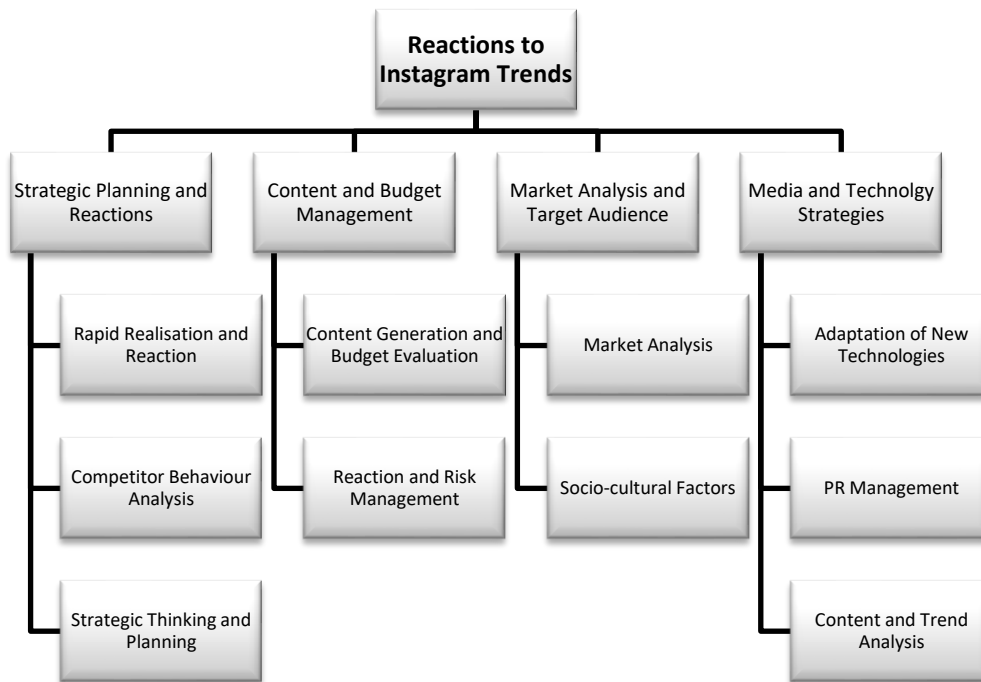 Reactions to
Instagram Trends
Strategic Planning and
Reactions
Content and Budget
Management
Market Analysis and
Target Audience
Media and Technolgy
Strategies
Rapid Realisation and
Reaction
Content Generation and
Budget Evaluation
Market Analysis
Adaptation of New
Technologies
Competitor Behaviour
Analysis
Reaction and Risk
Management
Socio-cultural Factors
PR Management
Strategic Thinking and
Planning
Content and Trend
Analysis